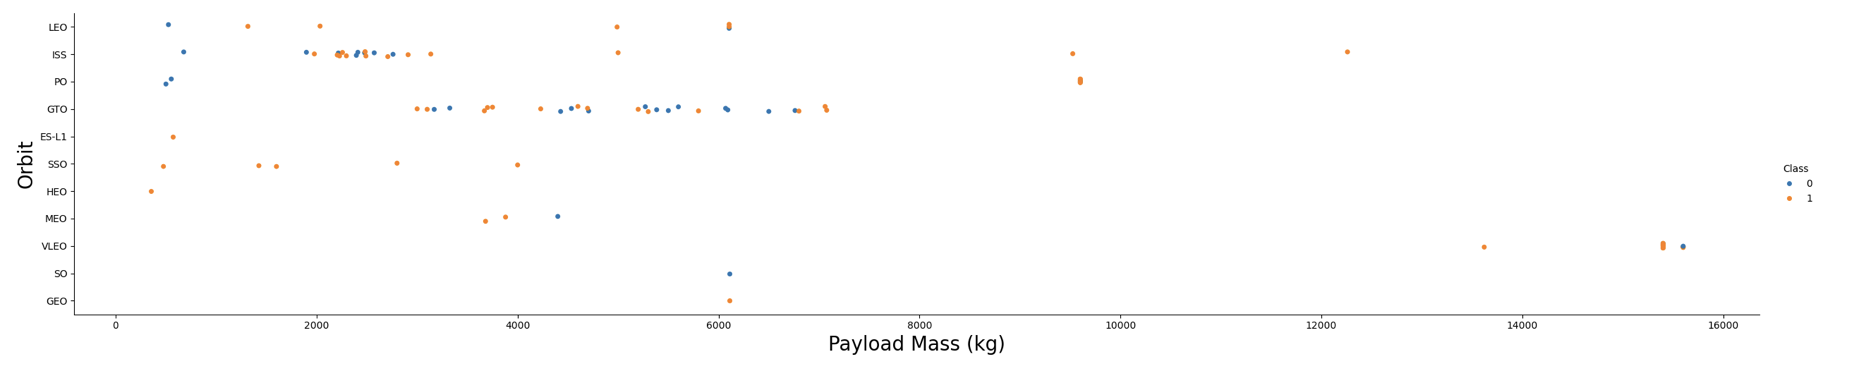 LEO
ISS
PO
GTO
ES-L1
SSO
HEO
MEO
VLEO
SO
GEO
Orbit
0 2000 4000 6000 8000 10000 12000 14000 16000
Payload Mass (kg)
Class
0
1